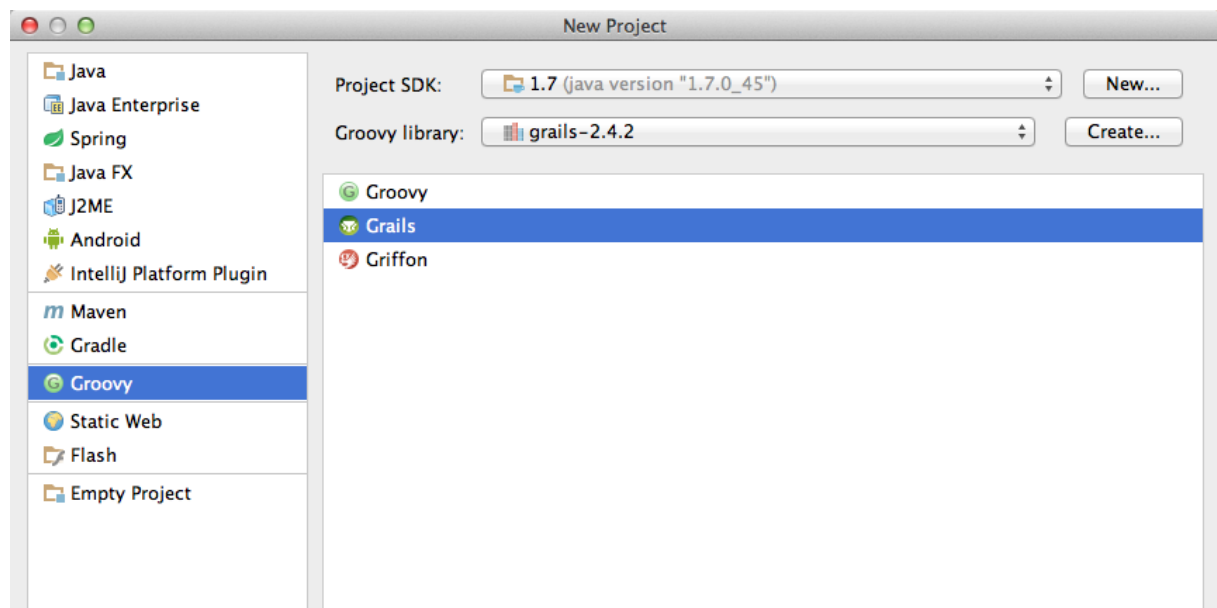 New Project
Java
Java Enterprise
Spring
Java FX
J2ME
Android
IntelliJ Platform Plugin
Maven
Gradle
Groovy
Static Web
Flash
Empty Project
Project SDK: 1.7 (java version "1.7.0_45") New...
Groovy library: grails-2.4.2 Create...
Groovy
Grails
Griffon